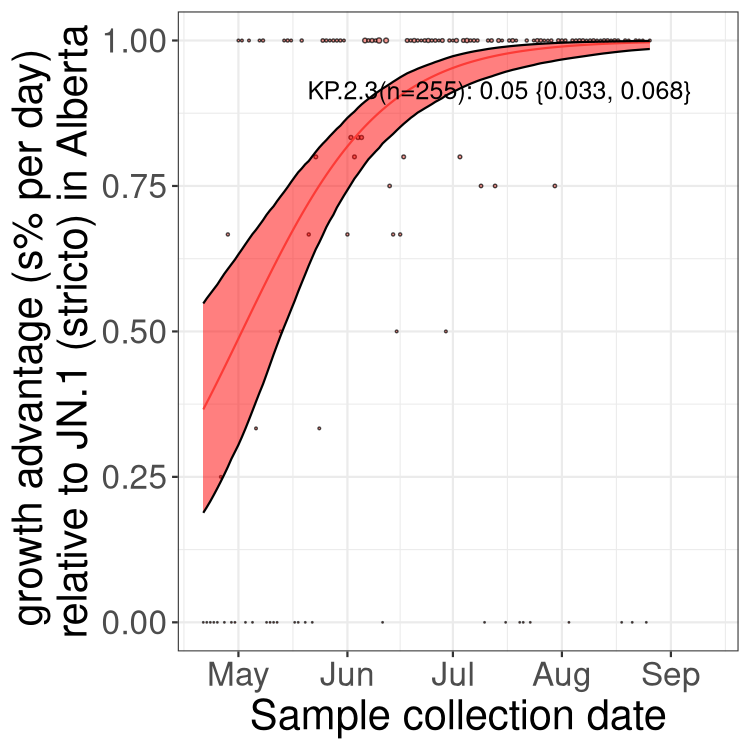 growth advantage (s% per day)
relative to JN.1 (stricto) in Alberta
1.00
0.75
0.50
0.25
0.00
KP.2.3(n=255): 0.05 {0.033, 0.068}
May Jun Jul Aug Sep
Sample collection date